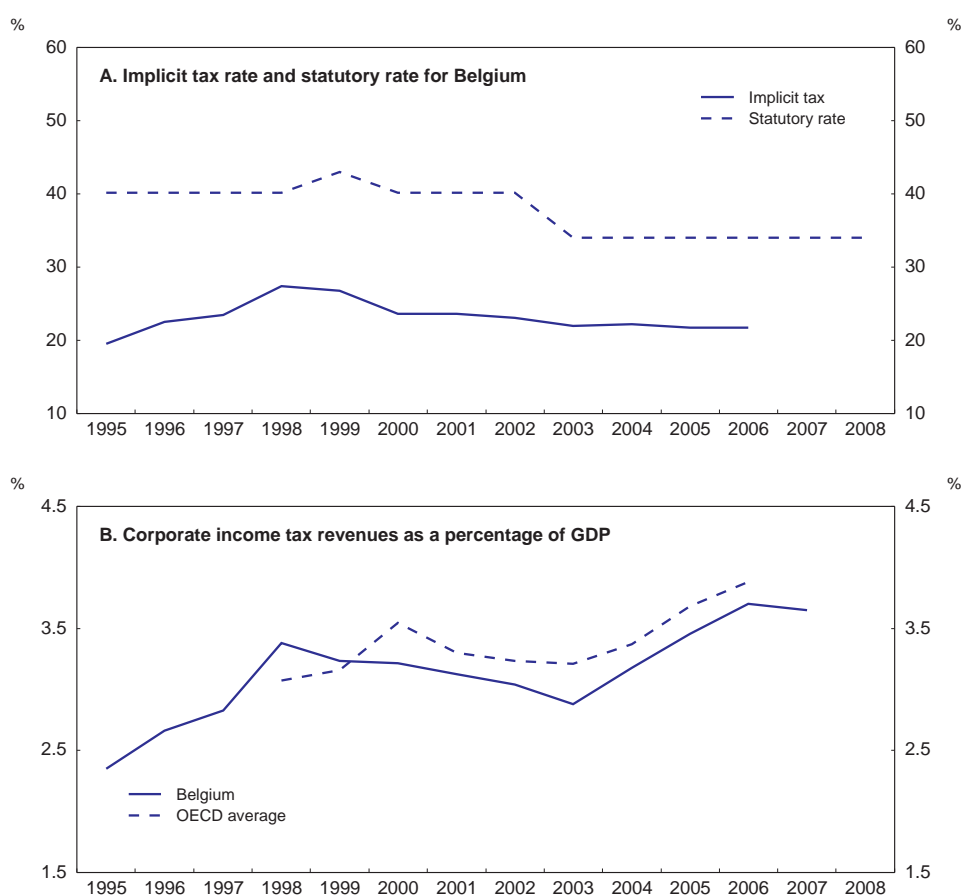 % %
60 60
A. Implicit tax rate and statutory rate for Belgium
Implicit tax
Statutory rate
50 50
40 40
30 30
20 20
10 10
1995 1996 1997 1998 1999 2000 2001 2002 2003 2004 2005 2006 2007 2008
% %
4.5 4.5
B. Corporate income tax revenues as a percentage of GDP
3.5 3.5
2.5 2.5
Belgium
OECD average
1.5 1.5
1995 1996 1997 1998 1999 2000 2001 2002 2003 2004 2005 2006 2007 2008